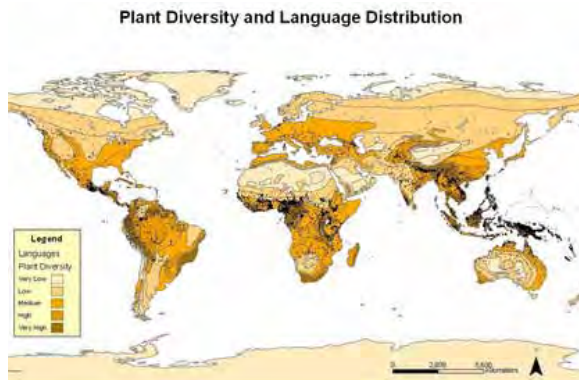 Plant Diversity and Language Distribution
Legend
Languages
Plant Diversity
Very Low
Low
Medium
High
Very High
0
Kilometers
N